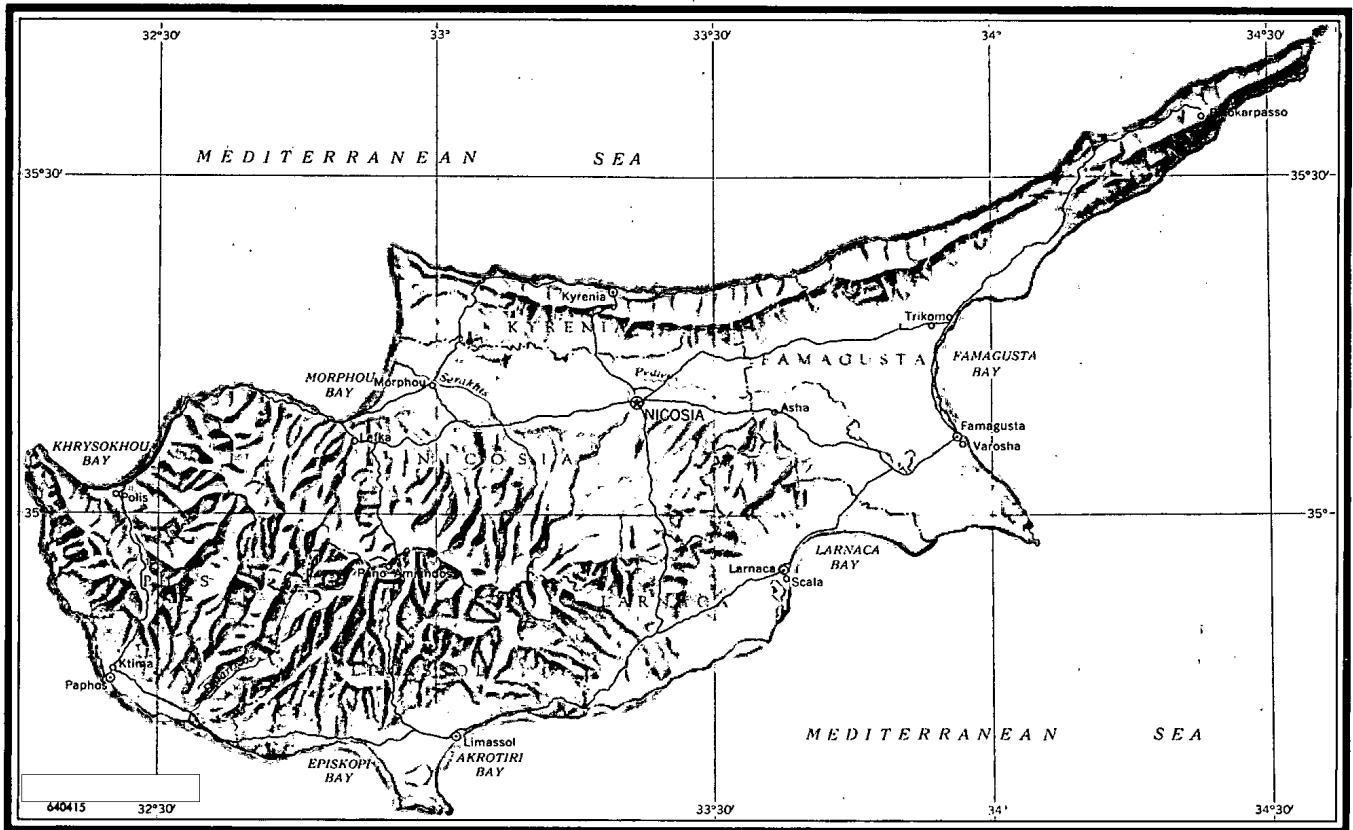 32°30' 33° 33°30' 34° 34°30'
Rizokarpasso
MEDITERRANEAN SEA
35°30' 35°30'
Kyrenia
KYRENIA
Trikomo
FAMAGUSTA
FAMAGUSTA
BAY
MORPHOU
BAY
Morphou
Serakhis
Asha
NICOSIA
Famagusta
Varosha
Lefka
NICOSIA
KHRYSOKHOU
BAY
Polis
35° 35°
LARNACA
BAY
Larnaca
Scala
Pano Amiandos
LARNACA
Ktima
Paphos
LIMASSOL
MEDITERRANEAN SEA
Limassol
AKROTIRI
BAY
EPISKOPI
BAY
640415
32°30' 33°30' 34° 34°30'